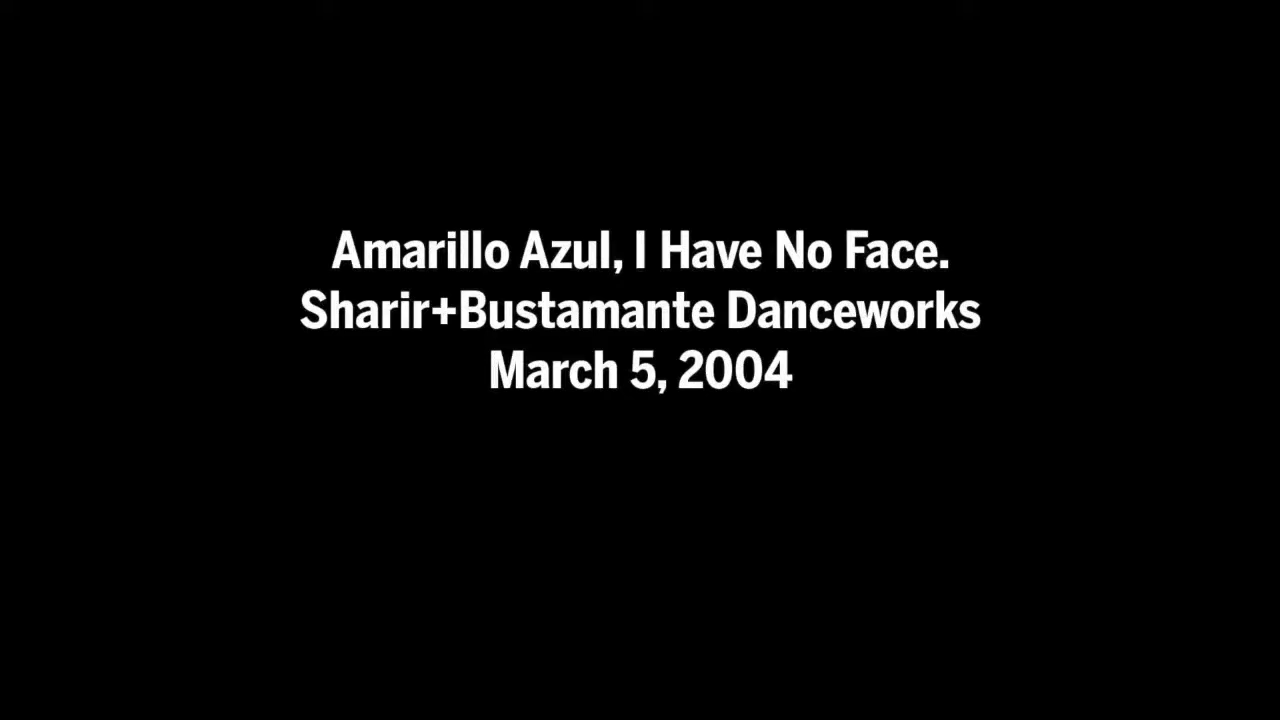 Amarillo Azul, I Have No Face.
Sharir+Bustamante Danceworks
March 5, 2004